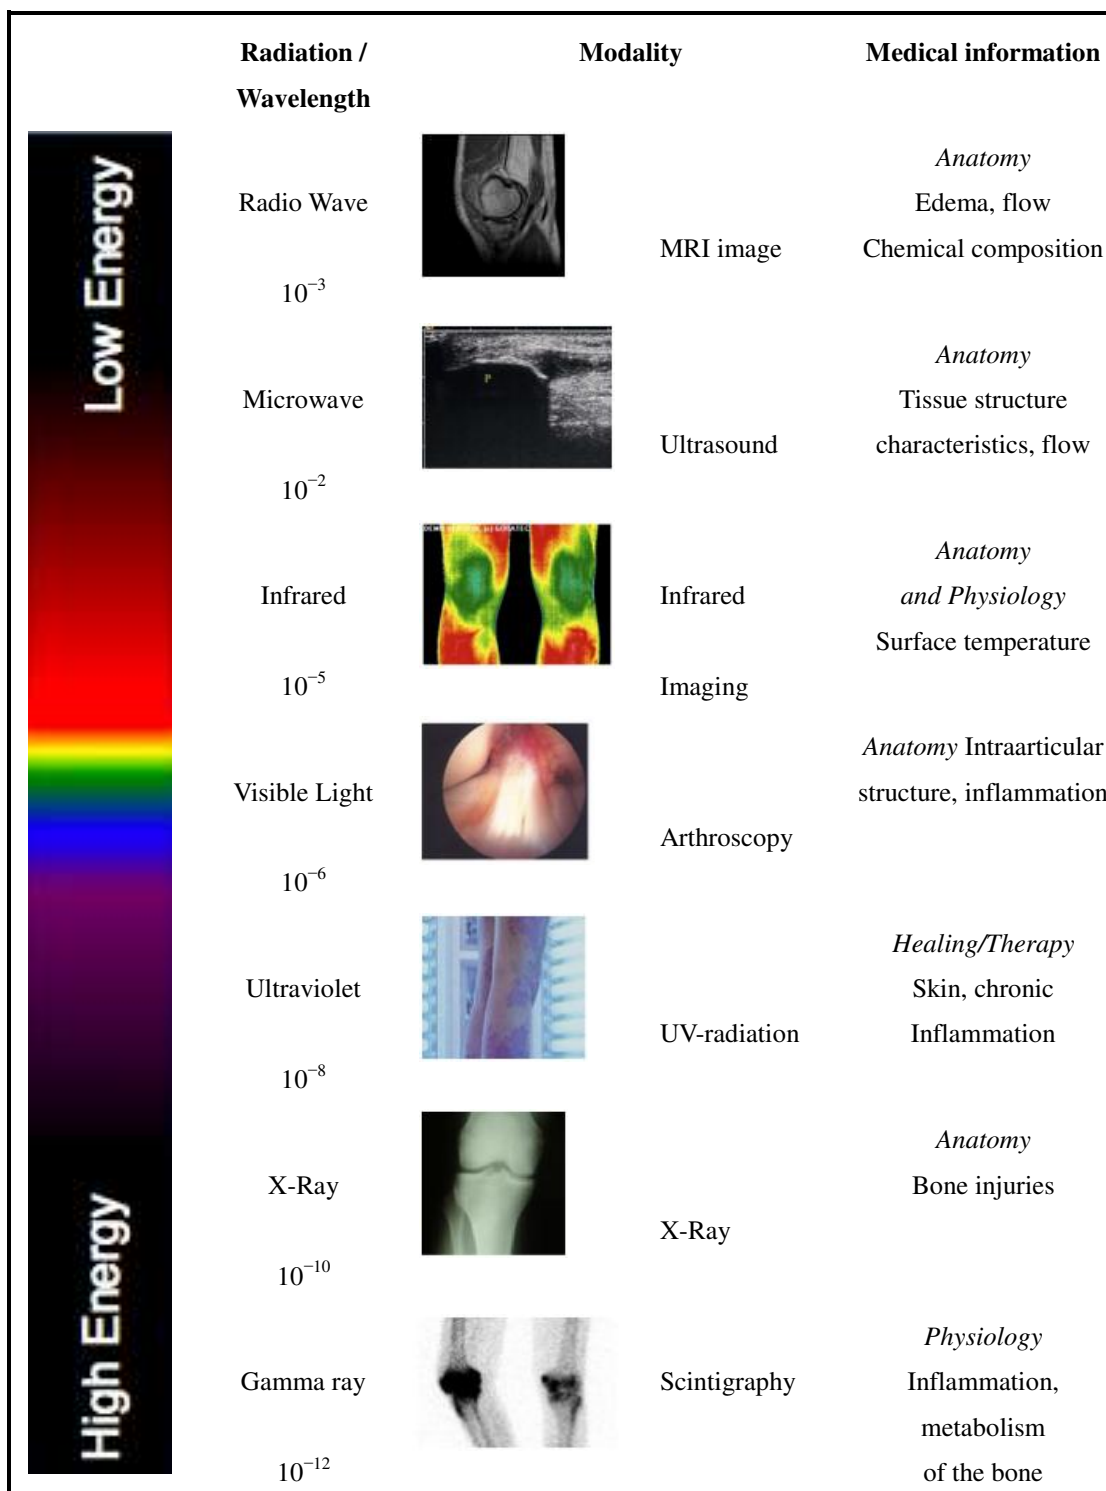 Radiation / Wavelength
Modality
Medical information
Low Energy
Radio Wave
10⁻³
MRI image
Anatomy
Edema, flow
Chemical composition
Microwave
10⁻²
P
Ultrasound
Anatomy
Tissue structure
characteristics, flow
Infrared
10⁻⁵
Infrared
Imaging
Anatomy
and Physiology
Surface temperature
Visible Light
10⁻⁶
Arthroscopy
Anatomy Intraarticular
structure, inflammation
Ultraviolet
10⁻⁸
UV-radiation
Healing/Therapy
Skin, chronic
Inflammation
High Energy
X-Ray
10⁻¹⁰
X-Ray
Anatomy
Bone injuries
Gamma ray
10⁻¹²
Scintigraphy
Physiology
Inflammation,
metabolism
of the bone